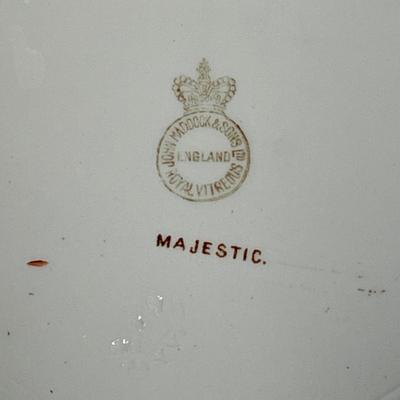 JOHN MADDOCK & SONS LTD
ENGLAND
ROYAL VITREOUS
MAJESTIC.